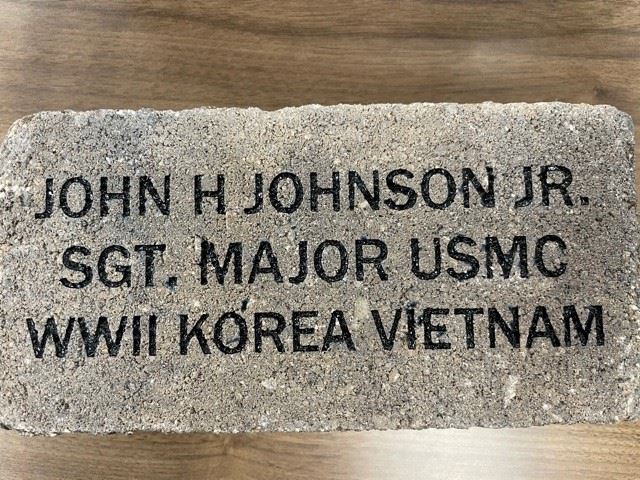 JOHN H JOHNSON JR.
SGT. MAJOR USMC
WWII KOREA VIETNAM